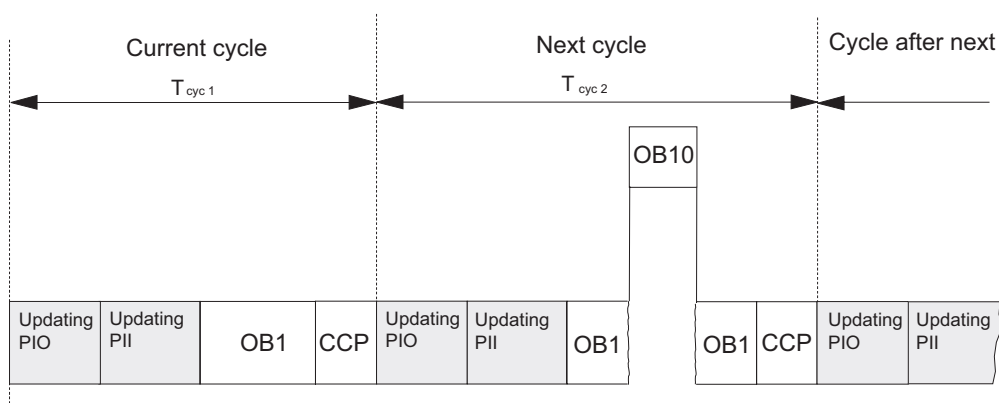 Current cycle
Next cycle
Cycle after next
T cyc 1
T cyc 2
OB10
Updating
PIO
Updating
PII
OB1
CCP
Updating
PIO
Updating
PII
OB1
OB1
CCP
Updating
PIO
Updating
PII